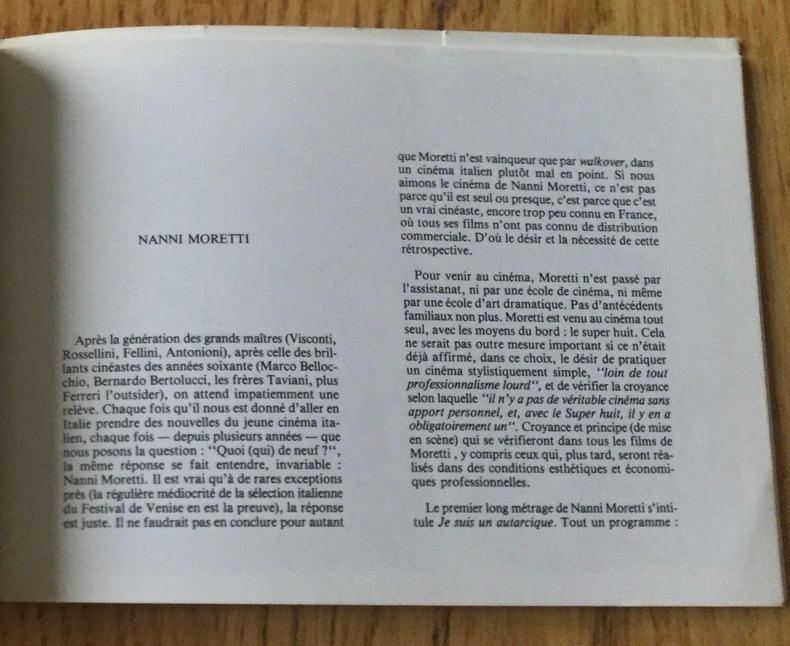 NANNI MORETTI
Après la génération des grands maîtres (Visconti,
Rossellini, Fellini, Antonioni), après celle des bril-
lants cinéastes des années soixante (Marco Belloc-
chio, Bernardo Bertolucci, les frères Taviani, plus
Ferreri l'outsider), on attend impatiemment une
relève. Chaque fois qu'il nous est donné d'aller en
Italie prendre des nouvelles du jeune cinéma ita-
lien, chaque fois — depuis plusieurs années — que
nous posons la question : "Quoi (qui) de neuf ?",
la même réponse se fait entendre, invariable :
Nanni Moretti. Il est vrai qu'à de rares exceptions
près (la régulière médiocrité de la sélection italienne
du Festival de Venise en est la preuve), la réponse
est juste. Il ne faudrait pas en conclure pour autant
que Moretti n'est vainqueur que par walkover, dans
un cinéma italien plutôt mal en point. Si nous
aimons le cinéma de Nanni Moretti, ce n'est pas
parce qu'il est seul ou presque, c'est parce que c'est
un vrai cinéaste, encore trop peu connu en France,
où tous ses films n'ont pas connu de distribution
commerciale. D'où le désir et la nécessité de cette
rétrospective.
Pour venir au cinéma, Moretti n'est passé par
l'assistanat, ni par une école de cinéma, ni même
par une école d'art dramatique. Pas d'antécédents
familiaux non plus. Moretti est venu au cinéma tout
seul, avec les moyens du bord : le super huit. Cela
ne serait pas outre mesure important si ce n'était
déjà affirmé, dans ce choix, le désir de pratiquer
un cinéma stylistiquement simple, "loin de tout
professionnalisme lourd", et de vérifier la croyance
selon laquelle "il n'y a pas de véritable cinéma sans
apport personnel, et, avec le Super huit, il y en a
obligatoirement un". Croyance et principe (de mise
en scène) qui se vérifieront dans tous les films de
Moretti , y compris ceux qui, plus tard, seront réa-
lisés dans des conditions esthétiques et économi-
ques professionnelles.
Le premier long métrage de Nanni Moretti s'inti-
tule Je suis un autarcique. Tout un programme :